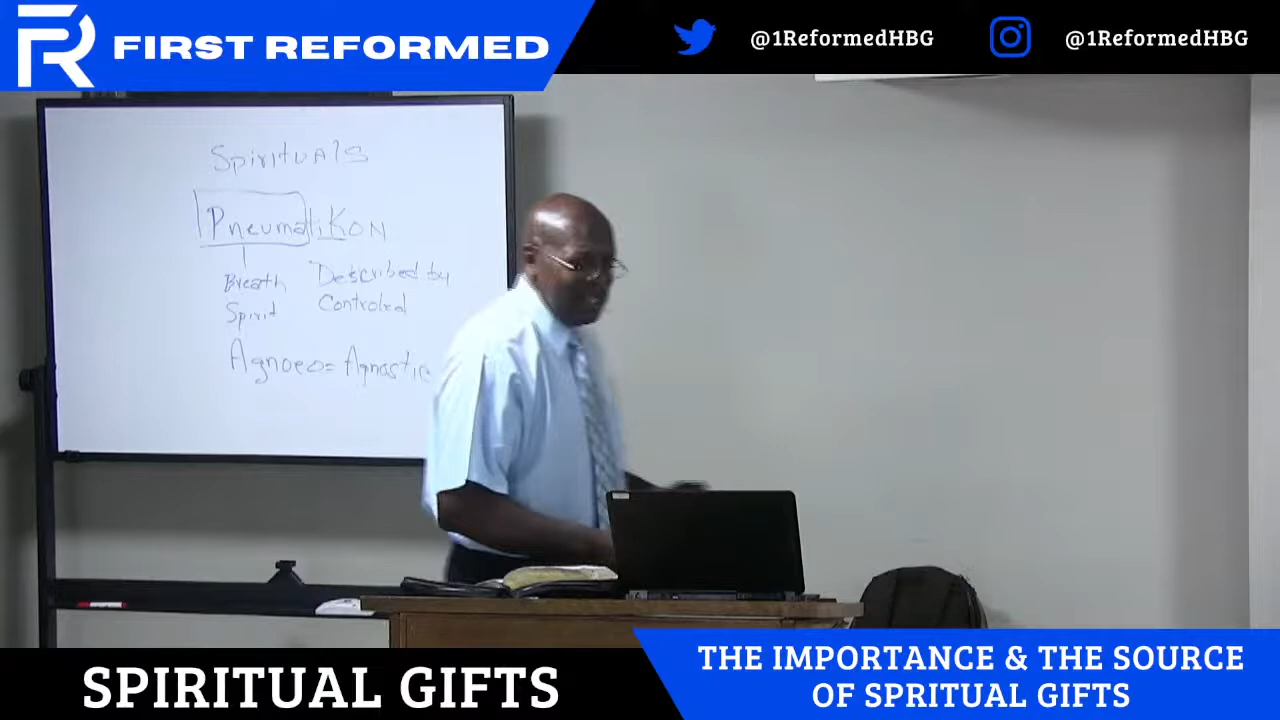 FR FIRST REFORMED
@1ReformedHBG
@1ReformedHBG
SpirituAlS
PneumatiKON
Breath Described by
Spirit Controled
Agnoeo= Agnostic
SPIRITUAL GIFTS
THE IMPORTANCE & THE SOURCE
OF SPRITUAL GIFTS